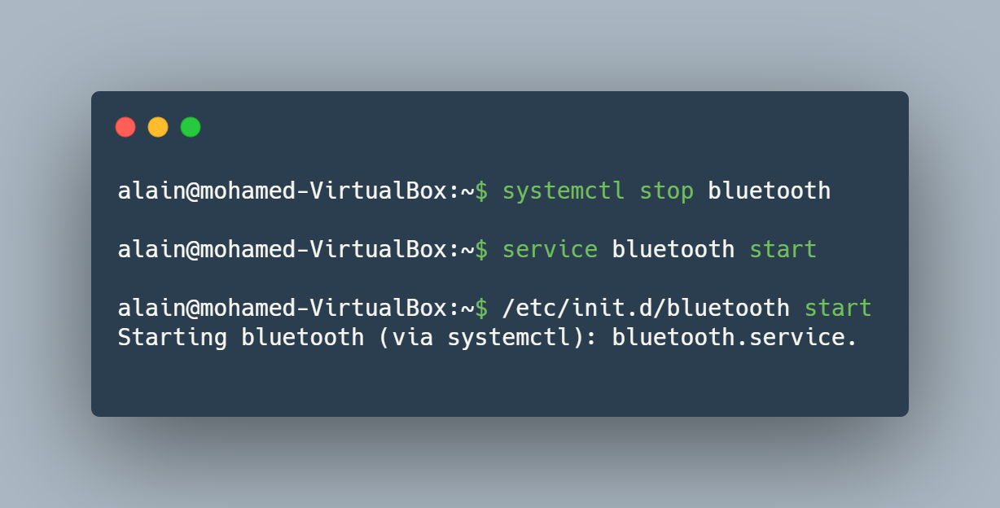 alain@mohamed-VirtualBox:~$ systemctl stop bluetooth
alain@mohamed-VirtualBox:~$ service bluetooth start
alain@mohamed-VirtualBox:~$ /etc/init.d/bluetooth start
Starting bluetooth (via systemctl): bluetooth.service.